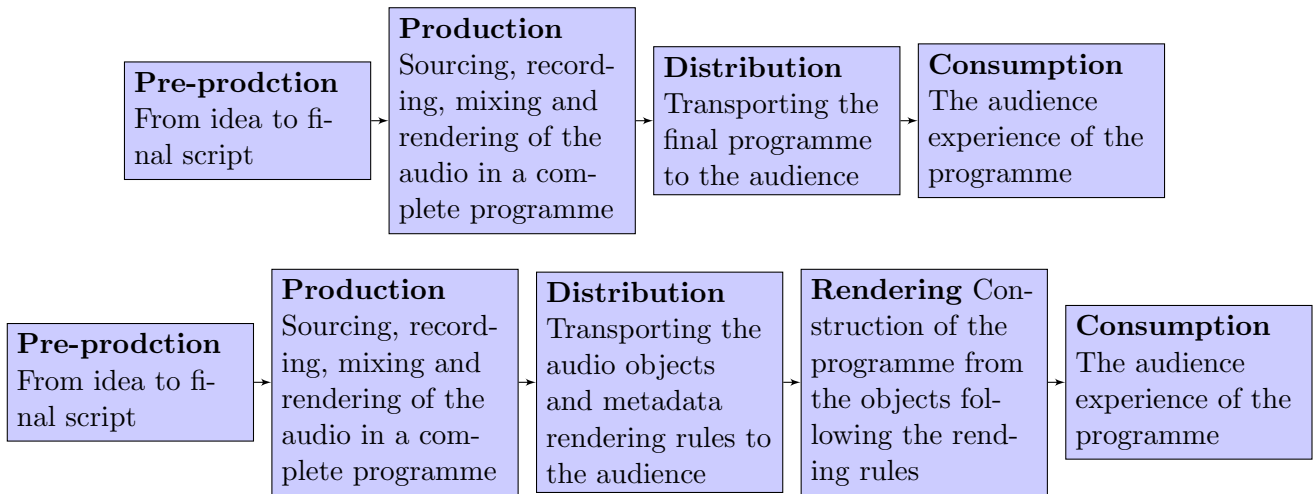 Pre-prodction
From idea to fi-
nal script
Production
Sourcing, record-
ing, mixing and
rendering of the
audio in a com-
plete programme
Distribution
Transporting the
final programme
to the audience
Consumption
The audience
experience of the
programme
Pre-prodction
From idea to fi-
nal script
Production
Sourcing, record-
ing, mixing and
rendering of the
audio in a com-
plete programme
Distribution
Transporting the
audio objects
and metadata
rendering rules to
the audience
Rendering Con-
struction of the
programme from
the objects fol-
lowing the rend-
ing rules
Consumption
The audience
experience of the
programme